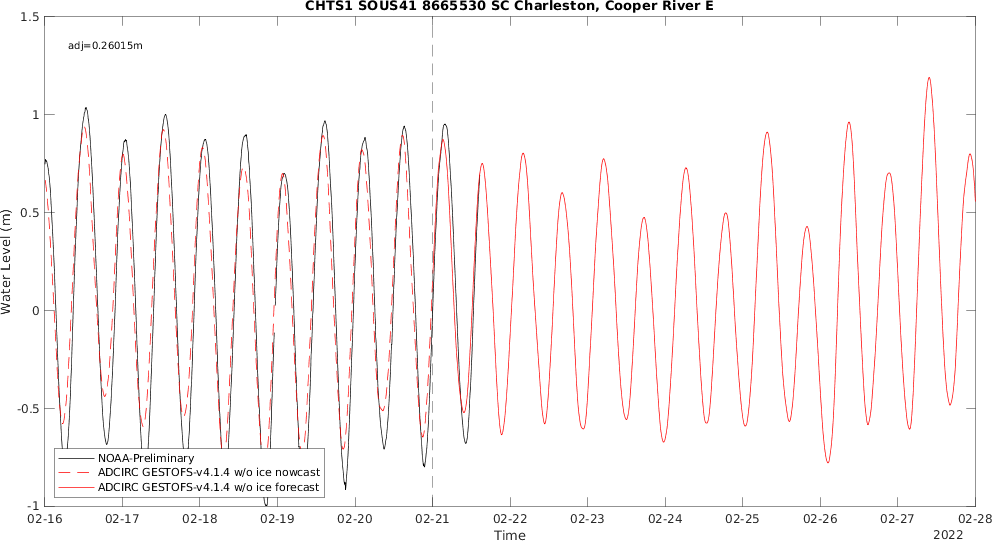 CHTS1 SOUS41 8665530 SC Charleston, Cooper River E
adj=0.26015m
1.5
1
0.5
0
-0.5
-1
Water Level (m)
NOAA-Preliminary
ADCIRC GESTOFS-v4.1.4 w/o ice nowcast
ADCIRC GESTOFS-v4.1.4 w/o ice forecast
02-16 02-17 02-18 02-19 02-20 02-21 02-22 02-23 02-24 02-25 02-26 02-27 02-28
Time
2022